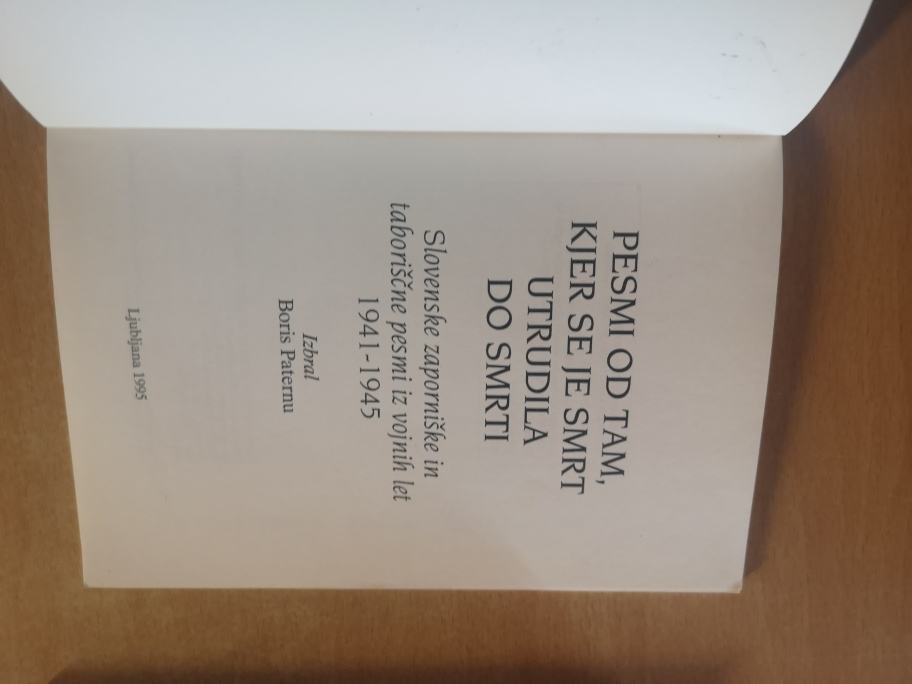 PESMI OD TAM,
KJER SE JE SMRT
UTRUDILA
DO SMRTI
Slovenske zaporniške in
taboriščne pesmi iz vojnih let
1941-1945
Izbral
Boris Paternu
Ljubljana 1995